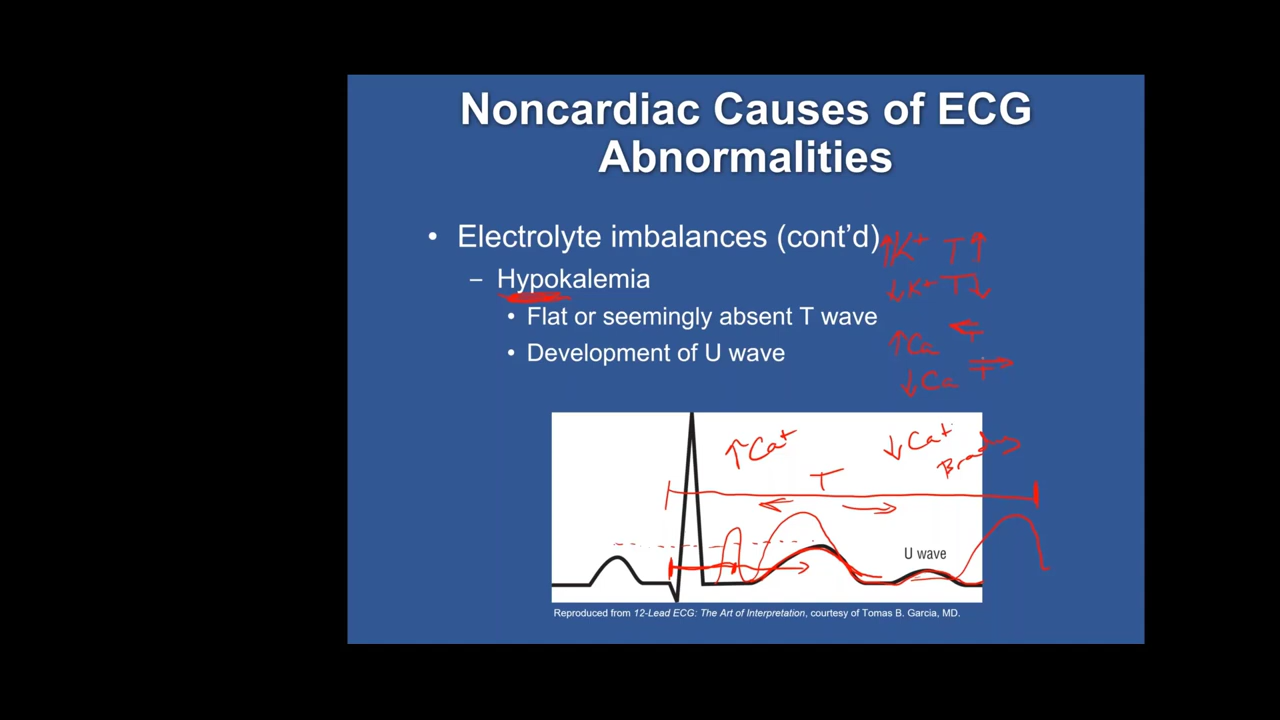 Noncardiac Causes of ECG
Abnormalities
• Electrolyte imbalances (cont’d)
↑K+ T↑
– Hypokalemia
↓K+ T↓
• Flat or seemingly absent T wave
↑Ca ←T
• Development of U wave
↓Ca T→
↑Ca+
↓Ca+
Brady
T
U wave
Reproduced from 12-Lead ECG: The Art of Interpretation, courtesy of Tomas B. Garcia, MD.